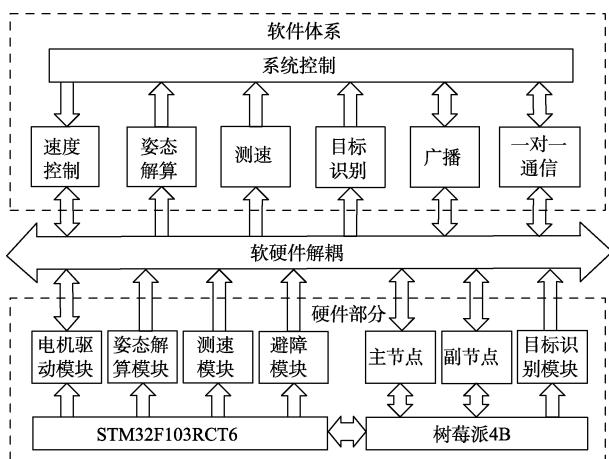 软件体系
系统控制
速度
控制
姿态
解算
测速
目标
识别
广播
一对一
通信
软硬件解耦
硬件部分
电机驱
动模块
姿态解
算模块
测速
模块
避障
模块
主节点
副节点
目标识
别模块
STM32F103RCT6
树莓派4B